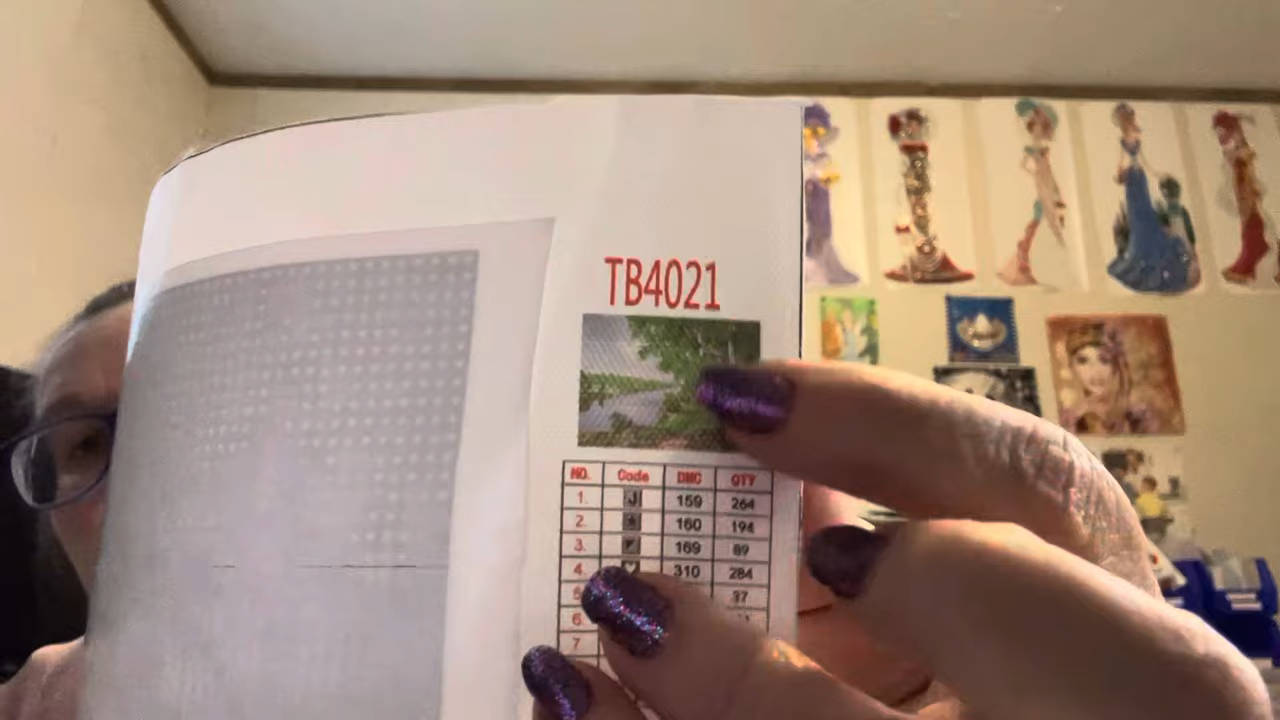 TB4021
NO. Code DMC QTY
1. J 159 264
2. 160 194
3. 169 89
4. 310 284
5 37
6.
7